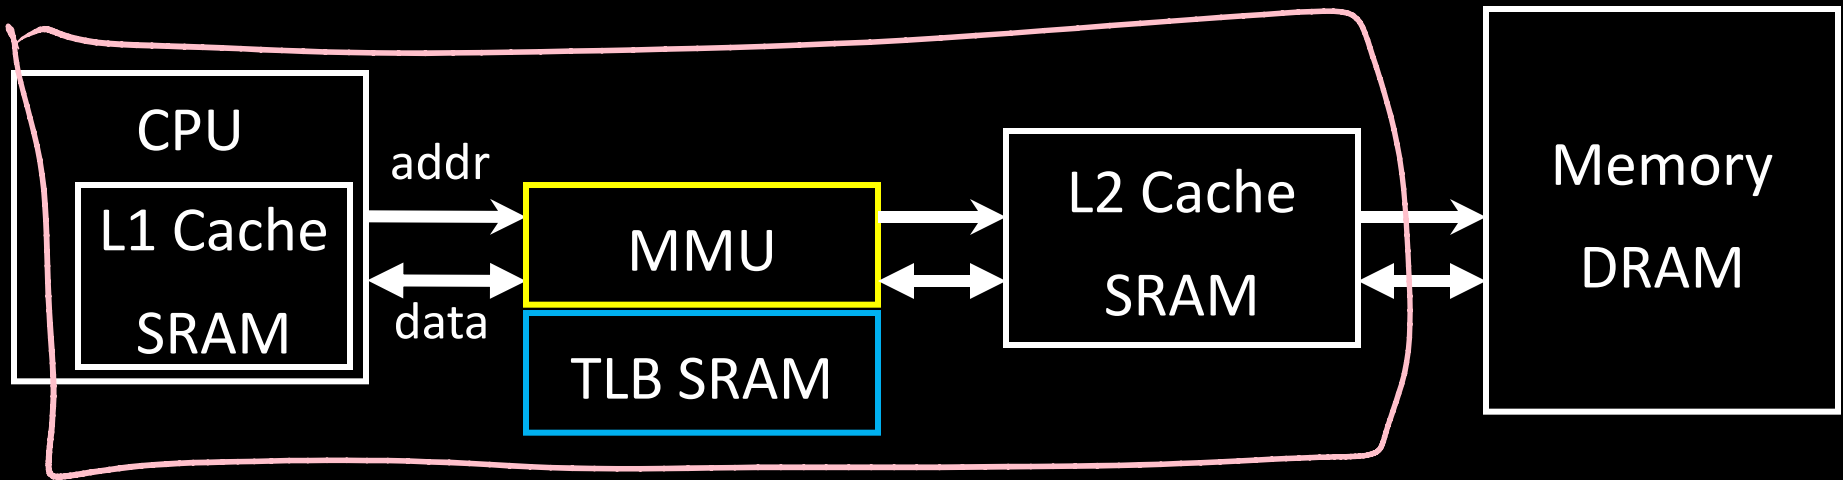 CPU
L1 Cache
SRAM
addr
data
MMU
TLB SRAM
L2 Cache
SRAM
Memory
DRAM